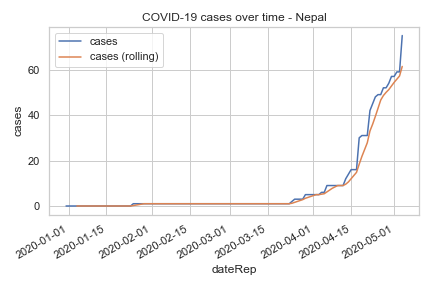 COVID-19 cases over time - Nepal
cases
cases (rolling)
cases
60
40
20
0
2020-01-01
2020-01-15
2020-02-01
2020-02-15
2020-03-01
2020-03-15
2020-04-01
2020-04-15
2020-05-01
dateRep